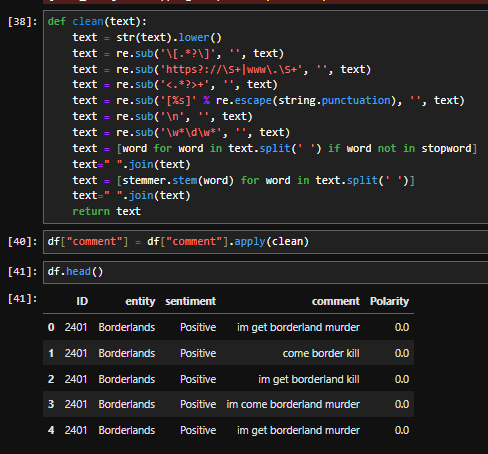 [38]: def clean(text):
text = str(text).lower()
text = re.sub('\[.*?\]', '', text)
text = re.sub('https?://\S+|www\.\S+', '', text)
text = re.sub('<.*?>+', '', text)
text = re.sub('[%s]' % re.escape(string.punctuation), '', text)
text = re.sub('\n', '', text)
text = re.sub('\w*\d\w*', '', text)
text = [word for word in text.split(' ') if word not in stopword]
text=" ".join(text)
text = [stemmer.stem(word) for word in text.split(' ')]
text=" ".join(text)
return text
[40]: df["comment"] = df["comment"].apply(clean)
[41]: df.head()
[41]: ID entity sentiment comment Polarity
0 2401 Borderlands Positive im get borderland murder 0.0
1 2401 Borderlands Positive come border kill 0.0
2 2401 Borderlands Positive im get borderland kill 0.0
3 2401 Borderlands Positive im come borderland murder 0.0
4 2401 Borderlands Positive im get borderland murder 0.0